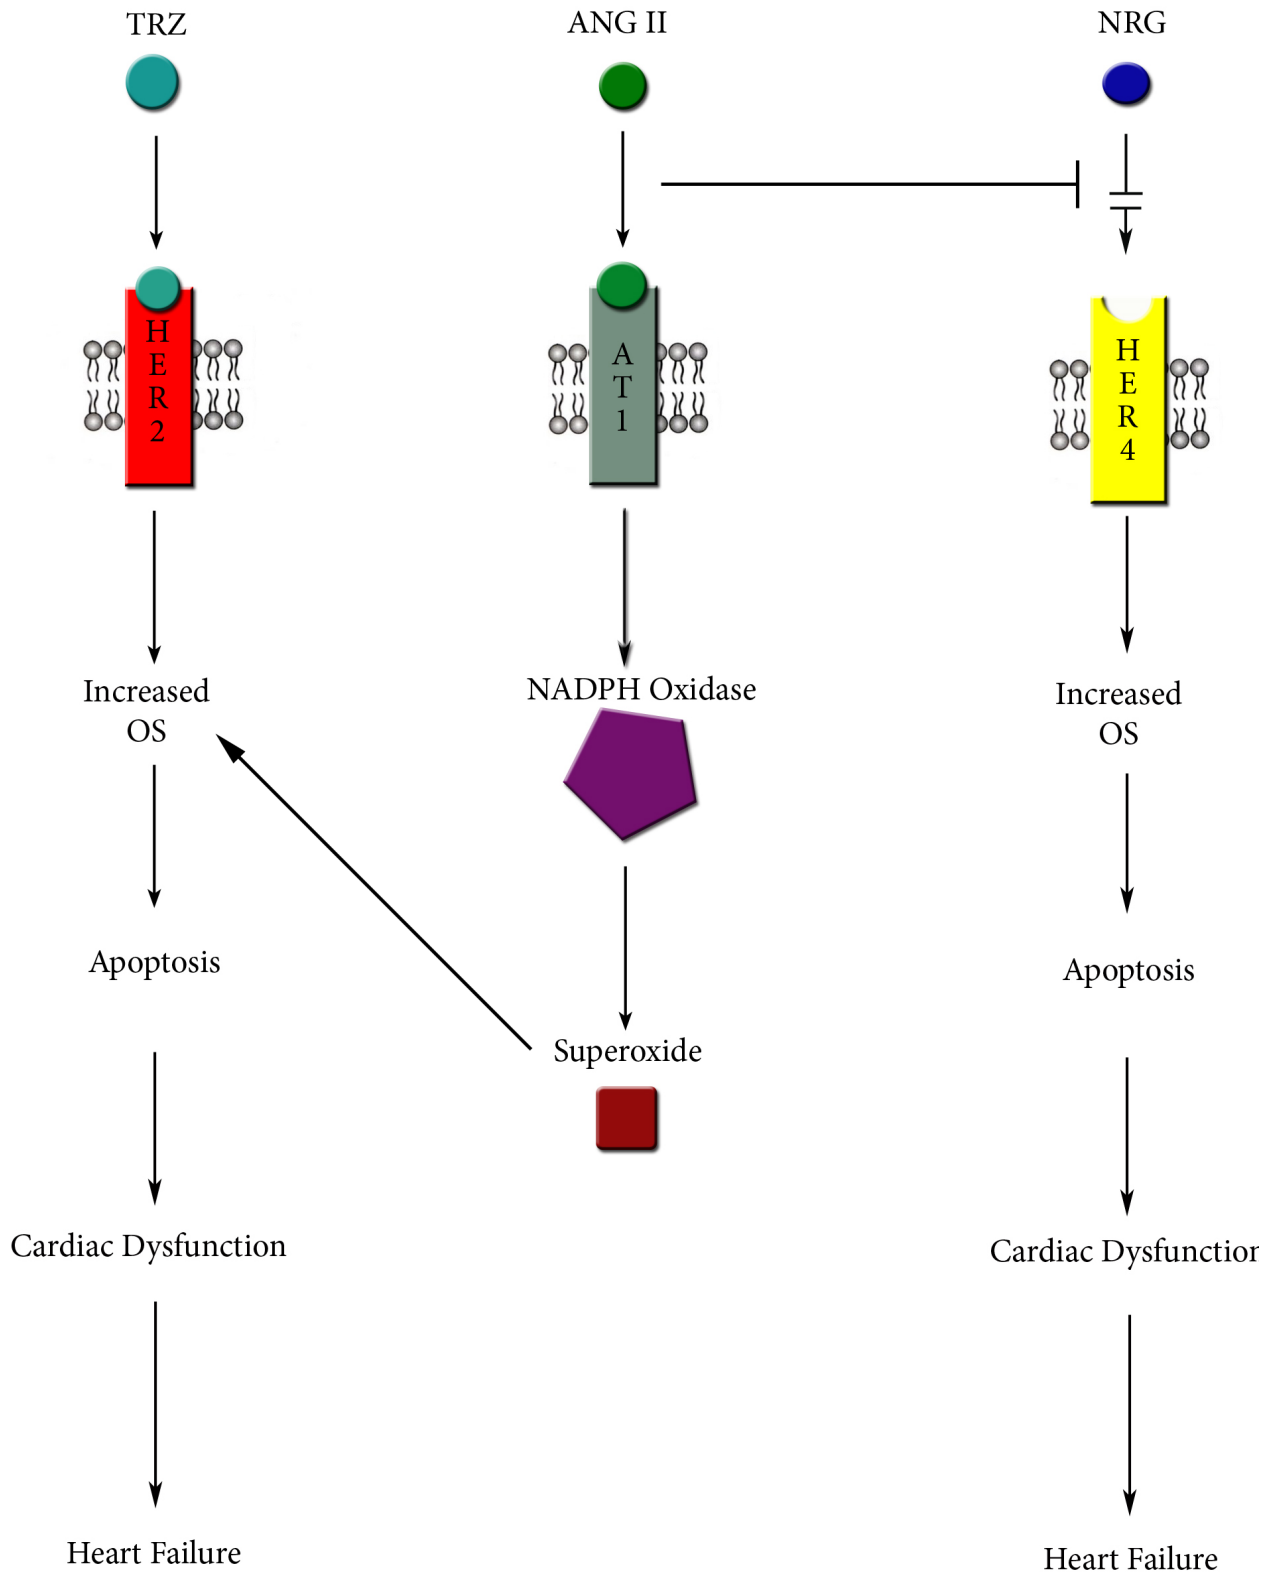 TRZ
ANG II
NRG
H
E
R
2
A
T
1
H
E
R
4
Increased
OS
NADPH Oxidase
Increased
OS
Apoptosis
Apoptosis
Superoxide
Cardiac Dysfunction
Cardiac Dysfunction
Heart Failure
Heart Failure